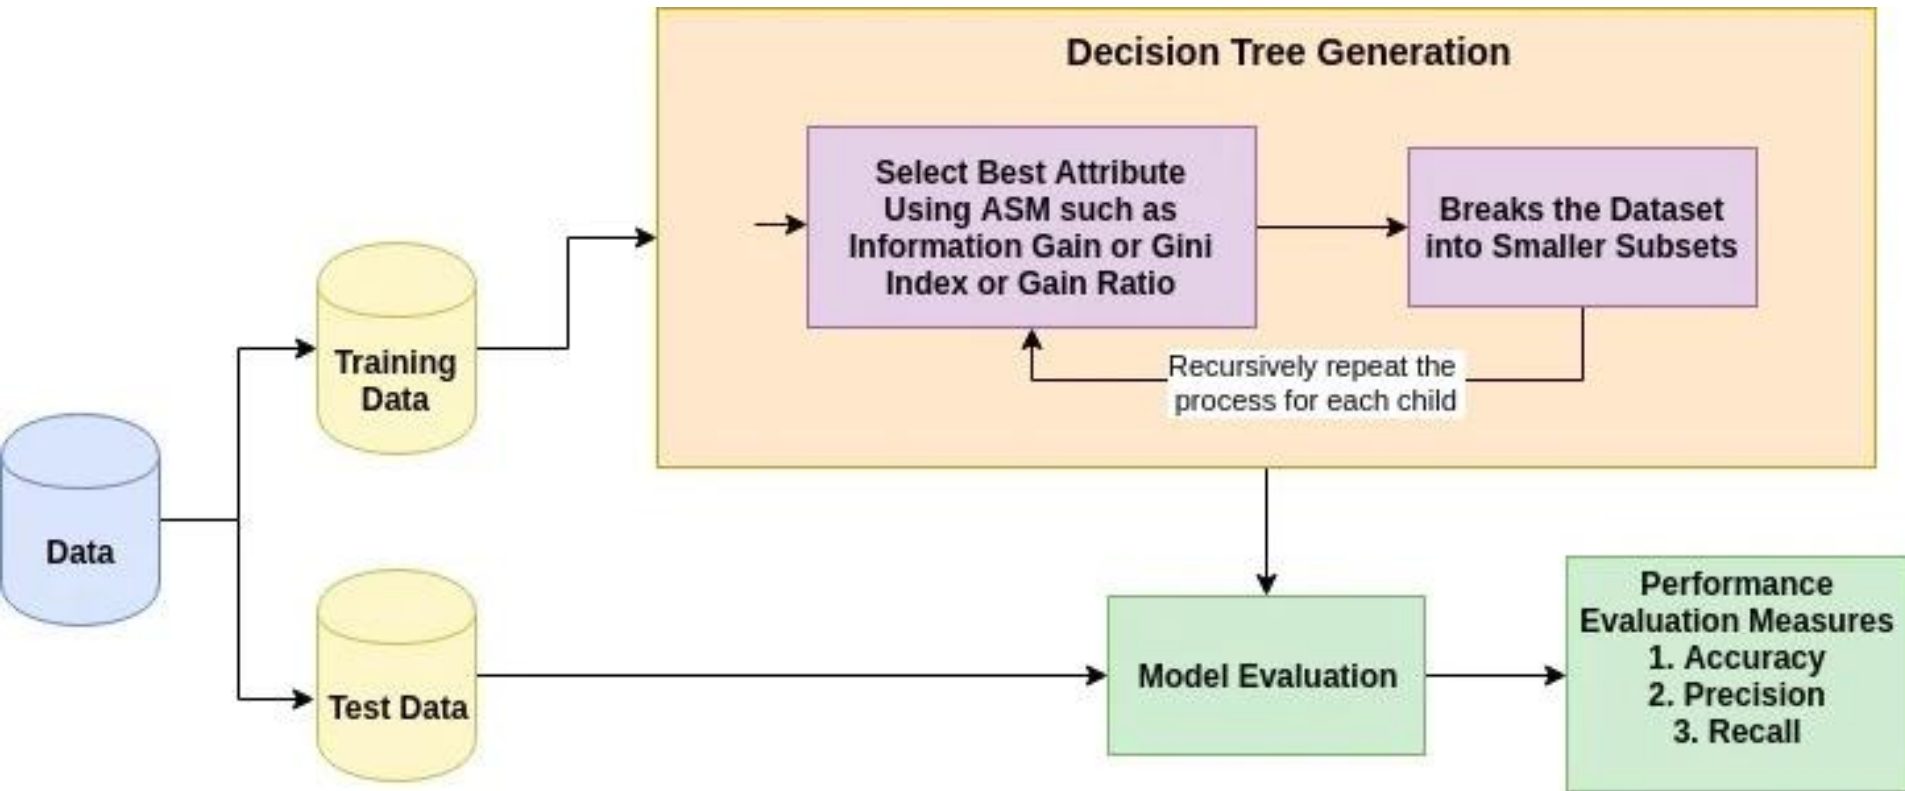 Decision Tree Generation
Select Best Attribute
Using ASM such as
Information Gain or Gini
Index or Gain Ratio
Breaks the Dataset
into Smaller Subsets
Recursively repeat the
process for each child
Training
Data
Data
Test Data
Model Evaluation
Performance
Evaluation Measures
1. Accuracy
2. Precision
3. Recall